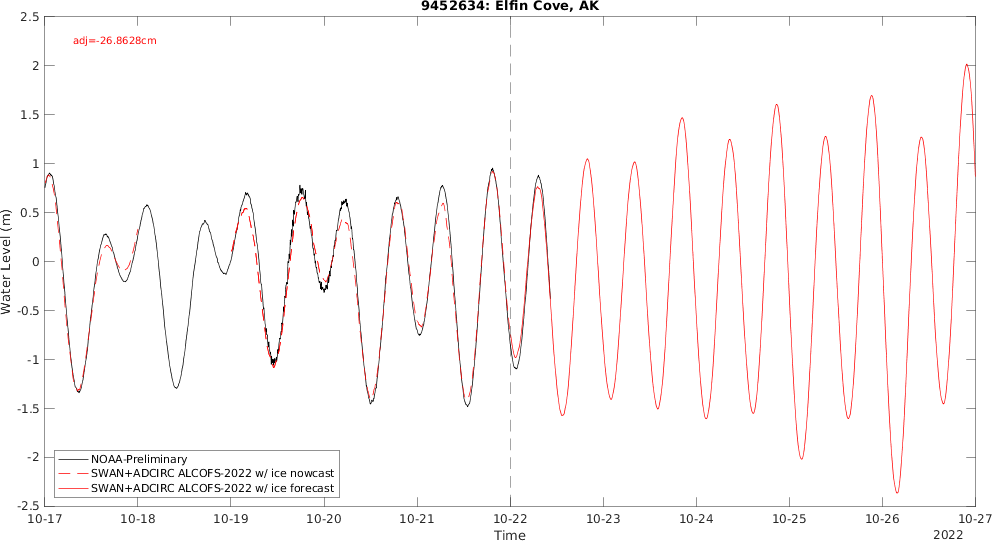 9452634: Elfin Cove, AK
adj=-26.8628cm
2.5
2
1.5
1
0.5
0
-0.5
-1
-1.5
-2
-2.5
Water Level (m)
NOAA-Preliminary
SWAN+ADCIRC ALCOFS-2022 w/ ice nowcast
SWAN+ADCIRC ALCOFS-2022 w/ ice forecast
10-17 10-18 10-19 10-20 10-21 10-22 10-23 10-24 10-25 10-26 10-27
Time
2022